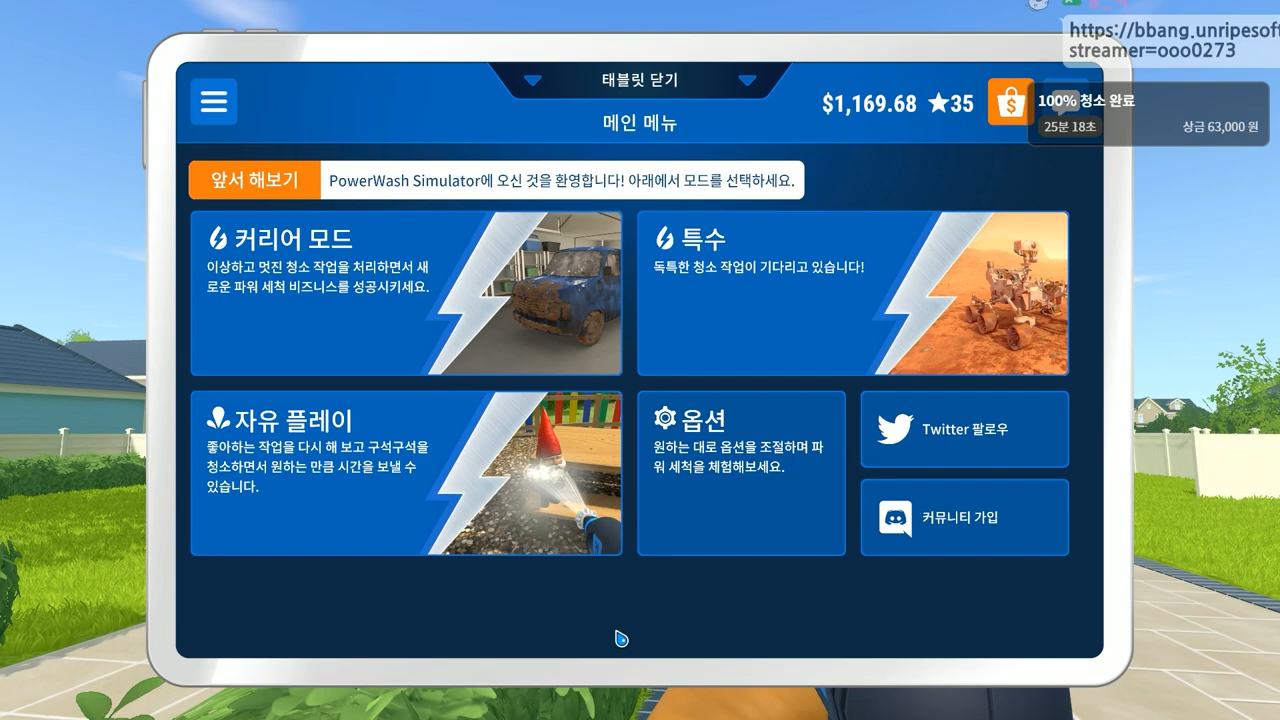 https://bbang.unripesoft
streamer=ooo0273
태블릿 닫기
메인 메뉴
$1,169.68 ★35
100% 청소 완료
25분 18초
상금 63,000 원
앞서 해보기
PowerWash Simulator에 오신 것을 환영합니다! 아래에서 모드를 선택하세요.
커리어 모드
이상하고 멋진 청소 작업을 처리하면서 새
로운 파워 세척 비즈니스를 성공시키세요.
특수
독특한 청소 작업이 기다리고 있습니다!
자유 플레이
좋아하는 작업을 다시 해 보고 구석구석을
청소하면서 원하는 만큼 시간을 보낼 수
있습니다.
옵션
원하는 대로 옵션을 조절하며 파
워 세척을 체험해보세요.
Twitter 팔로우
커뮤니티 가입